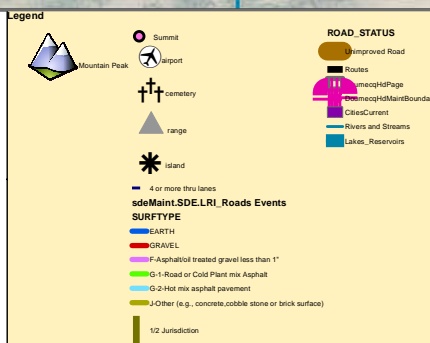 Legend
Mountain Peak
Summit
airport
cemetery
range
island
4 or more thru lanes
sdeMaint.SDE.LRI_Roads Events
SURFTYPE
EARTH
GRAVEL
F-Asphalt/oil treated gravel less than 1"
G-1-Road or Cold Plant mix Asphalt
G-2-Hot mix asphalt pavement
J-Other (e.g., concrete,cobble stone or brick surface)
1/2 Jurisdiction
ROAD_STATUS
Unimproved Road
Routes
CitiesCurrent
Rivers and Streams
Lakes_Reservoirs